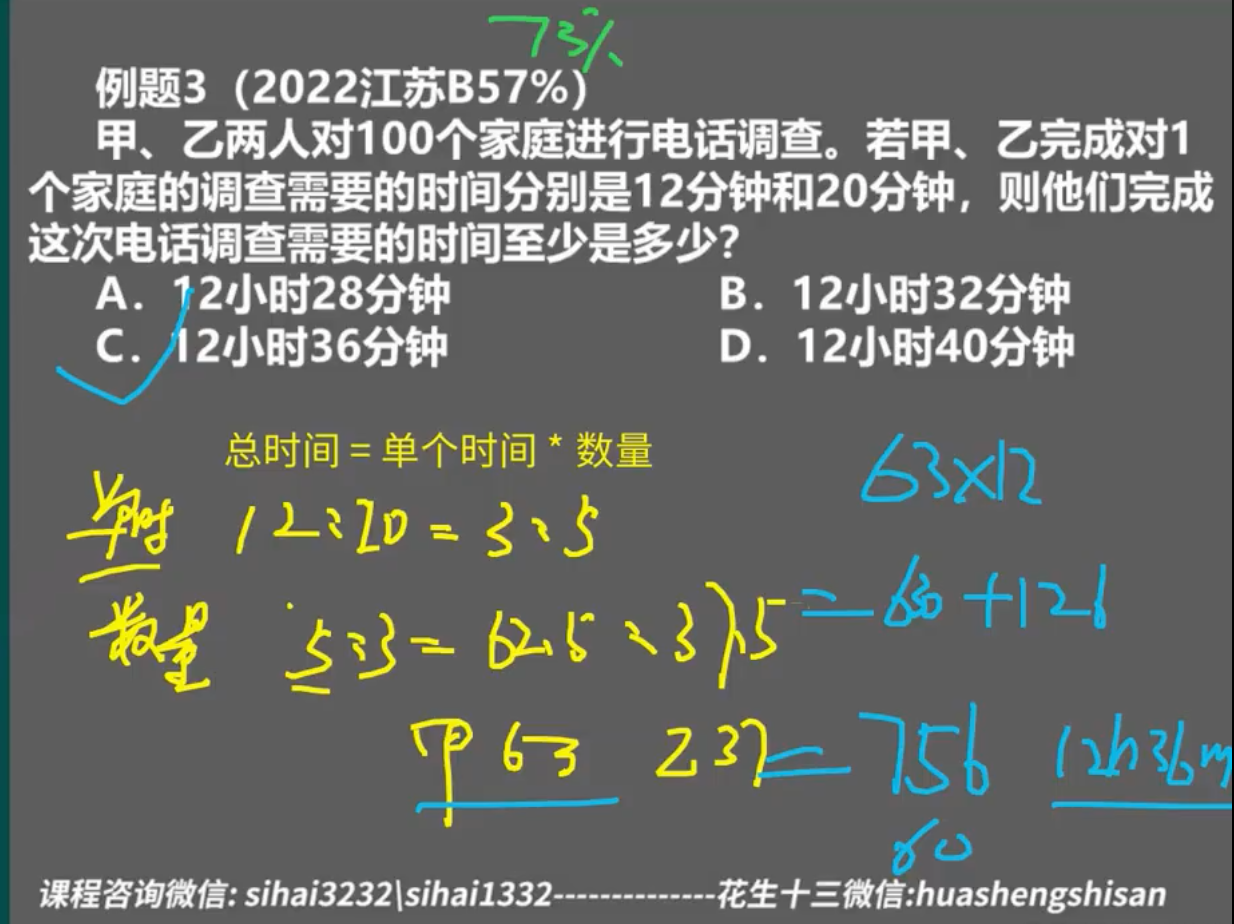 73%
例题3（2022江苏B57%）
甲、乙两人对100个家庭进行电话调查。若甲、乙完成对1
个家庭的调查需要的时间分别是12分钟和20分钟，则他们完成
这次电话调查需要的时间至少是多少？
A．12小时28分钟 B．12小时32分钟
C．12小时36分钟 D．12小时40分钟
总时间 = 单个时间 * 数量
63×12
单时 12:20 = 3:5
数量 5:3 = 62.5:37.5
= 630 + 126
甲 63 乙 37
= 756 12h36m
60
课程咨询微信: sihai3232\sihai1332--------------花生十三微信:huashengshisan